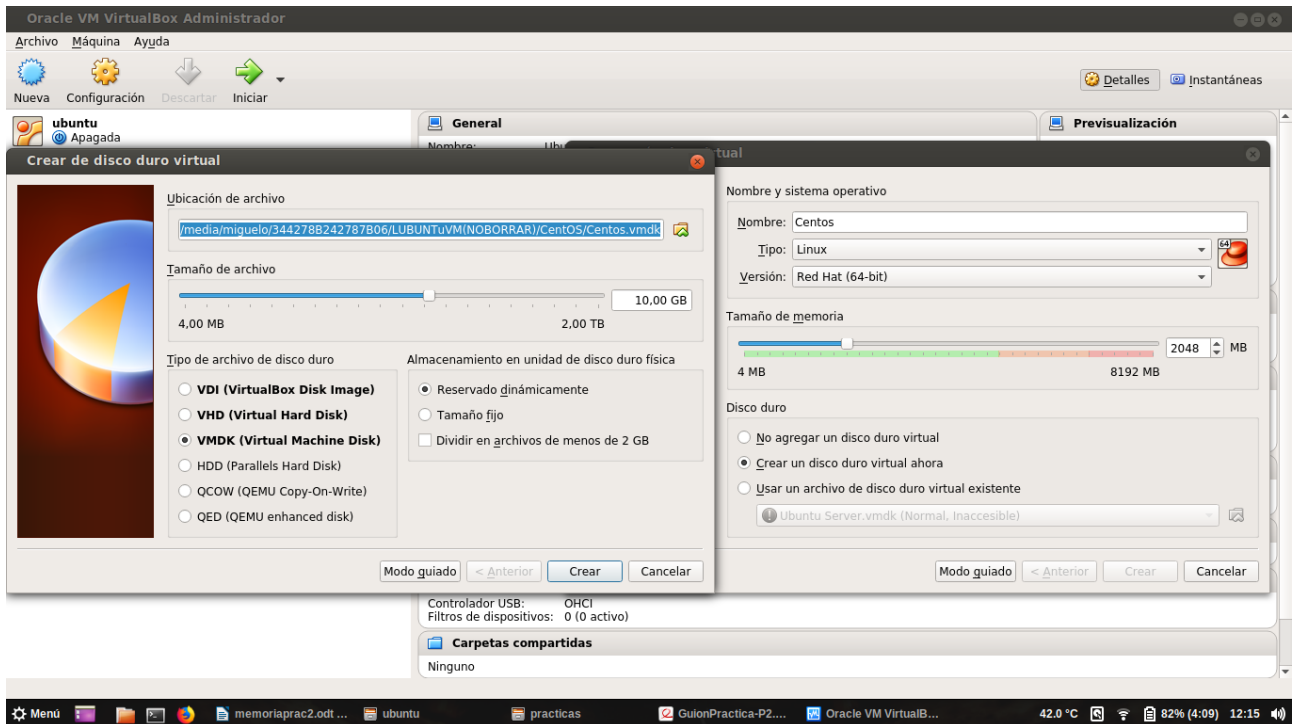 Oracle VM VirtualBox Administrador
Archivo Máquina Ayuda
Nueva Configuración Descartar Iniciar
Detalles Instantáneas
ubuntu
Apagada
General
Nombre:
Previsualización
Crear de disco duro virtual
Ubicación de archivo
/media/miguelo/344278B242787B06/LUBUNTuVM(NOBORRAR)/CentOS/Centos.vmdk
Tamaño de archivo
10,00 GB
4,00 MB 2,00 TB
Tipo de archivo de disco duro
VDI (VirtualBox Disk Image)
VHD (Virtual Hard Disk)
VMDK (Virtual Machine Disk)
HDD (Parallels Hard Disk)
QCOW (QEMU Copy-On-Write)
QED (QEMU enhanced disk)
Almacenamiento en unidad de disco duro física
Reservado dinámicamente
Tamaño fijo
Dividir en archivos de menos de 2 GB
Modo guiado < Anterior Crear Cancelar
tual
Nombre y sistema operativo
Nombre: Centos
Tipo: Linux
64
Versión: Red Hat (64-bit)
Tamaño de memoria
2048 MB
4 MB 8192 MB
Disco duro
No agregar un disco duro virtual
Crear un disco duro virtual ahora
Usar un archivo de disco duro virtual existente
Ubuntu Server.vmdk (Normal, Inaccesible)
Modo guiado < Anterior Crear Cancelar
Controlador USB: OHCI
Filtros de dispositivos: 0 (0 activo)
Carpetas compartidas
Ninguno
Menú memoriaprac2.odt ... ubuntu practicas GuionPractica-P2.... Oracle VM VirtualB... 42.0 °C 82% (4:09) 12:15